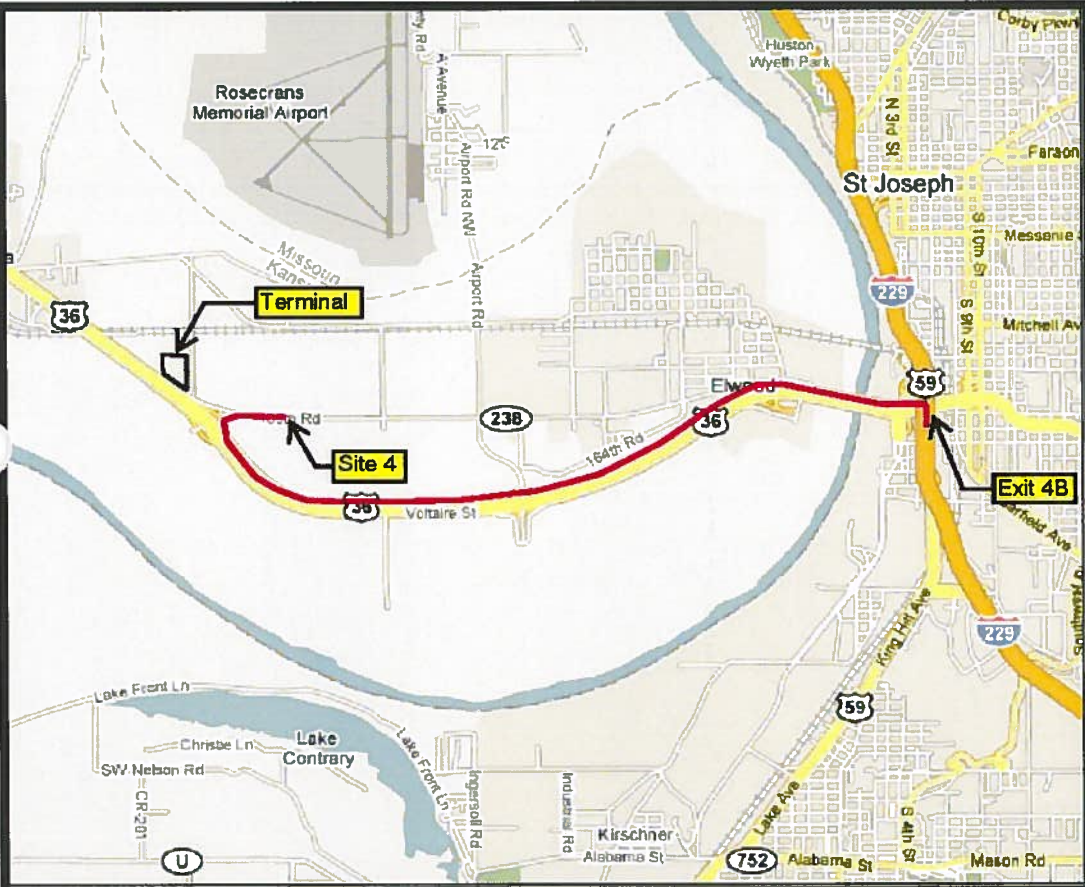 Corby Pkwy
Huston
Wyeth Park
Rosecrans
Memorial Airport
A Avenue
N 3rd St
Airport Rd NW
Faraon
St Joseph
S 10th St
Messanie
Missouri
Kansas
Airport Rd
Terminal
229
36
S 9th St
Mitchell Av
59
Elwood
238
36
Rd
164th Rd
Site 4
Exit 4B
36
Voltaire St
Garfield Ave
King Hill Ave
229
Lake Front Ln
59
Christie Ln
Lake
Contrary
Lake Front Ln
SW Nelson Rd
CR 201
Ingersoll Rd
Industrial Rd
Lake Ave
S 4th St
Kirschner
U
Alabama St
752
Alabama St
Mason Rd